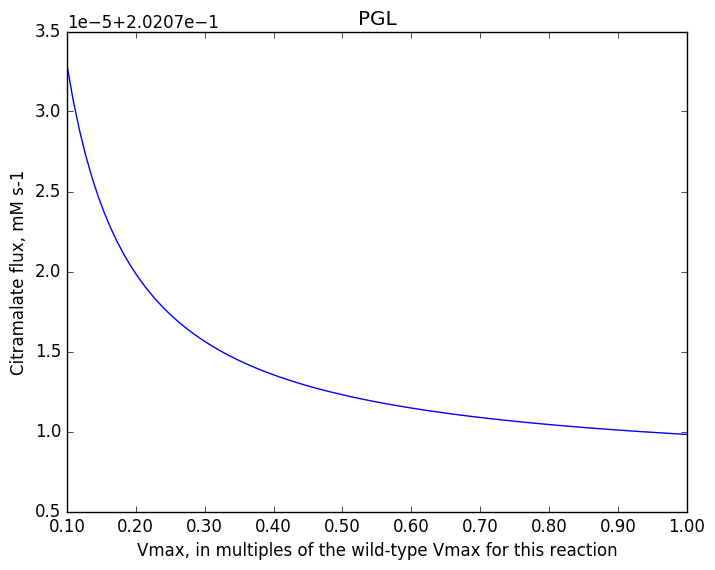 PGL
1e−5+2.0207e−1
3.5
3.0
2.5
2.0
1.5
1.0
0.5
Citramalate flux, mM s-1
0.10 0.20 0.30 0.40 0.50 0.60 0.70 0.80 0.90 1.00
Vmax, in multiples of the wild-type Vmax for this reaction